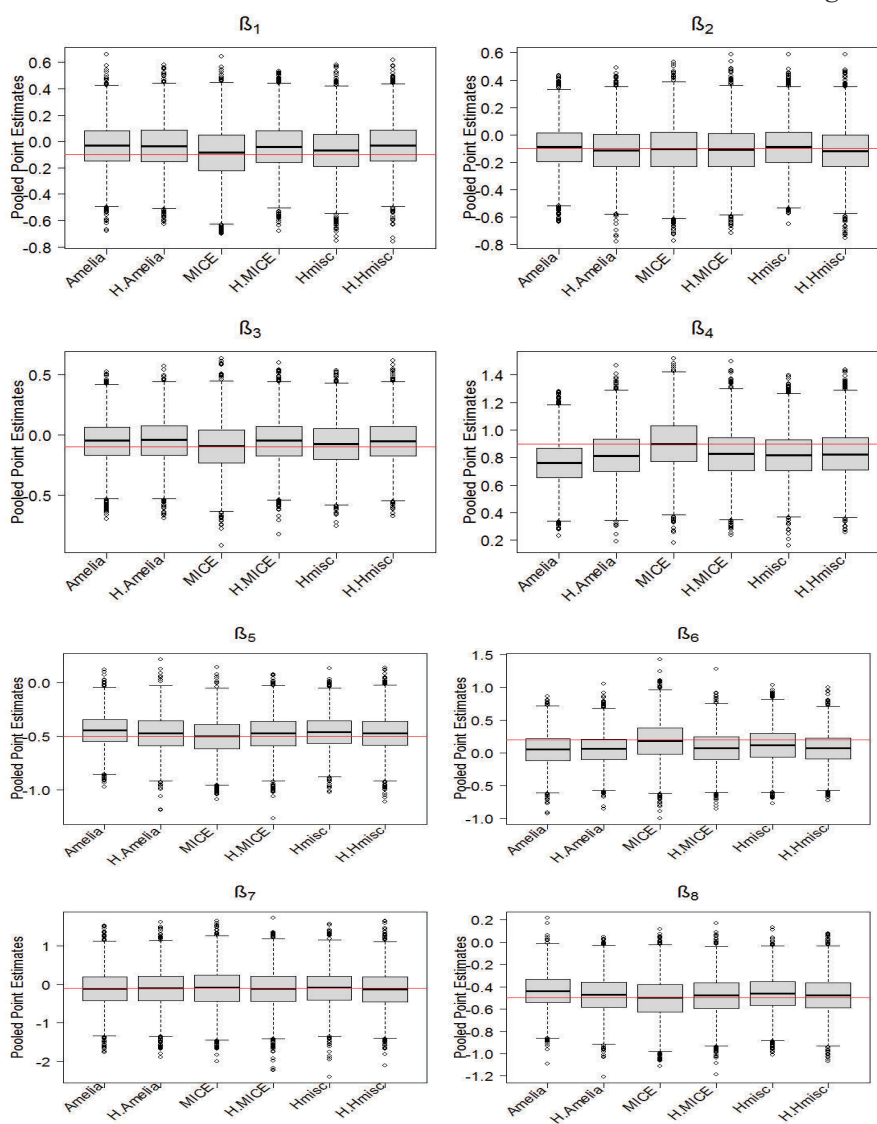 ß1
Pooled Point Estimates
0.6
0.4
0.2
0.0
-0.2
-0.4
-0.6
-0.8
Amelia
H.Amelia
MICE
H.MICE
Hmisc
H.Hmisc
ß2
Pooled Point Estimates
0.6
0.4
0.2
0.0
-0.2
-0.4
-0.6
-0.8
Amelia
H.Amelia
MICE
H.MICE
Hmisc
H.Hmisc
ß3
Pooled Point Estimates
0.5
0.0
-0.5
Amelia
H.Amelia
MICE
H.MICE
Hmisc
H.Hmisc
ß4
Pooled Point Estimates
1.4
1.2
1.0
0.8
0.6
0.4
0.2
Amelia
H.Amelia
MICE
H.MICE
Hmisc
H.Hmisc
ß5
Pooled Point Estimates
0.0
-0.5
-1.0
Amelia
H.Amelia
MICE
H.MICE
Hmisc
H.Hmisc
ß6
Pooled Point Estimates
1.5
1.0
0.5
0.0
-0.5
-1.0
Amelia
H.Amelia
MICE
H.MICE
Hmisc
H.Hmisc
ß7
Pooled Point Estimates
1
0
-1
-2
Amelia
H.Amelia
MICE
H.MICE
Hmisc
H.Hmisc
ß8
Pooled Point Estimates
0.2
0.0
-0.2
-0.4
-0.6
-0.8
-1.0
-1.2
Amelia
H.Amelia
MICE
H.MICE
Hmisc
H.Hmisc